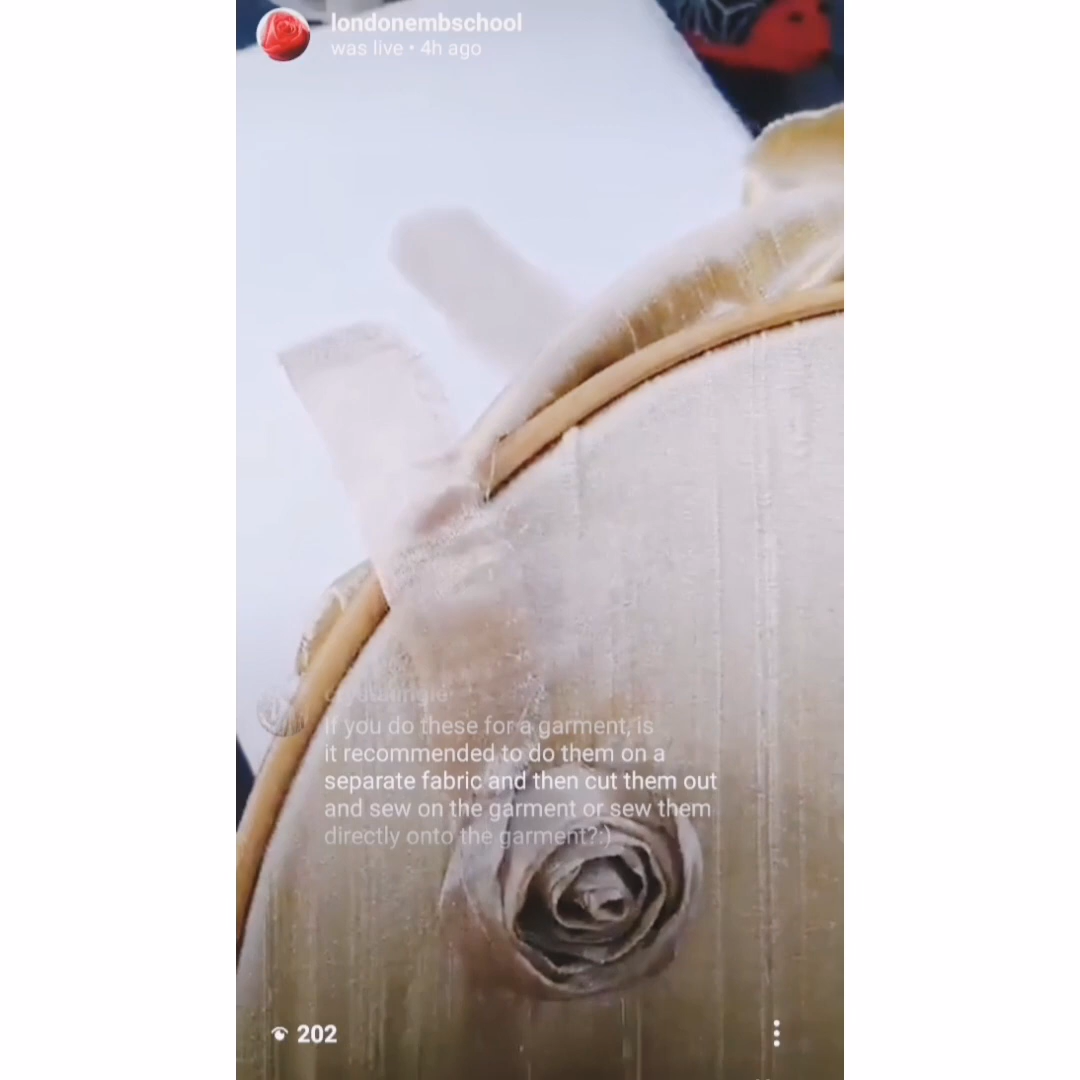 londonembschool
was live • 4h ago
If you do these for a garment, is
it recommended to do them on a
separate fabric and then cut them out
and sew on the garment or sew them
directly onto the garment?:)
202